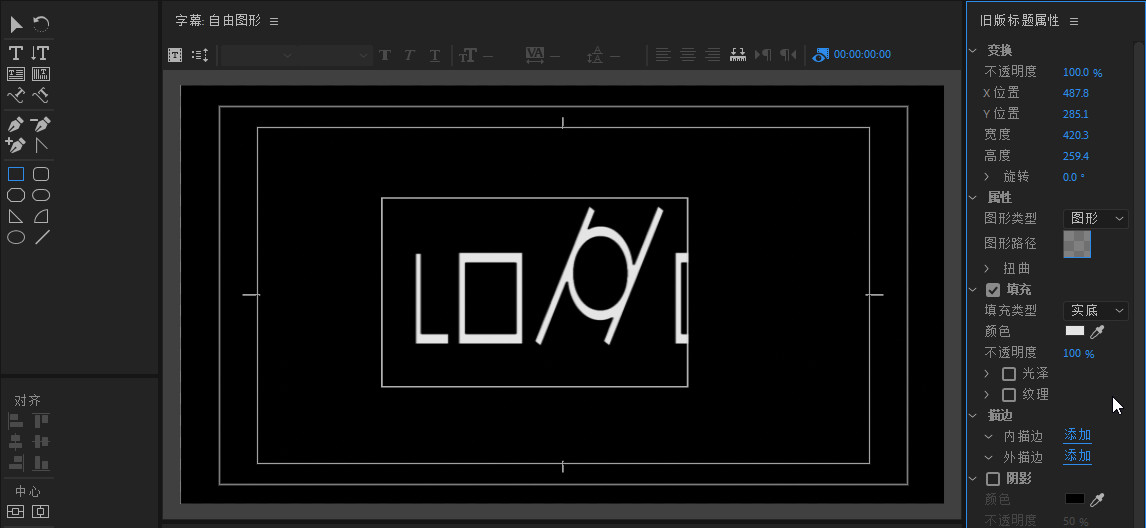 字幕: 自由图形 ≡
00:00:00:00
对齐
中心
旧版标题属性 ≡
变换
不透明度 100.0 %
X 位置 487.8
Y 位置 285.1
宽度 420.3
高度 259.4
旋转 0.0 °
属性
图形类型 图形
图形路径
扭曲
填充
填充类型 实底
颜色
不透明度 100 %
光泽
纹理
描边
内描边 添加
外描边 添加
阴影
颜色
不透明度 50 %